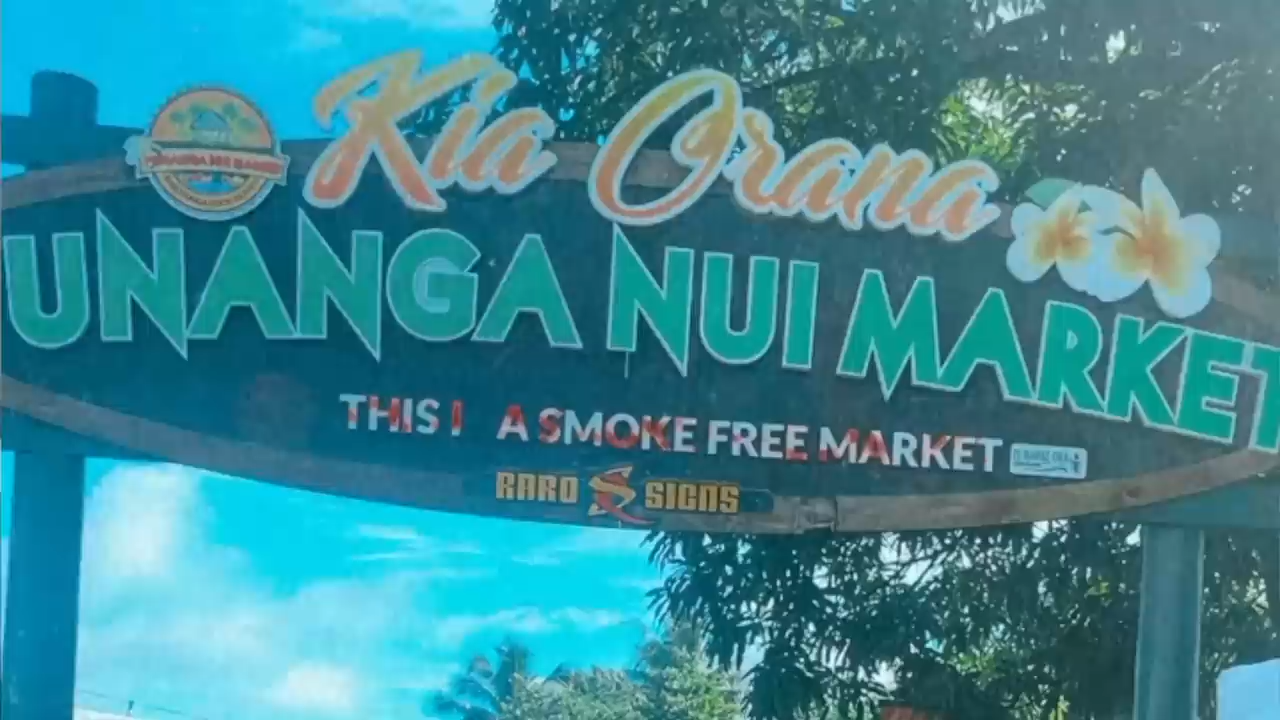 Kia Orana
UNANGA NUI MARKET
THIS I A SMOKE FREE MARKET
RARO SIGNS